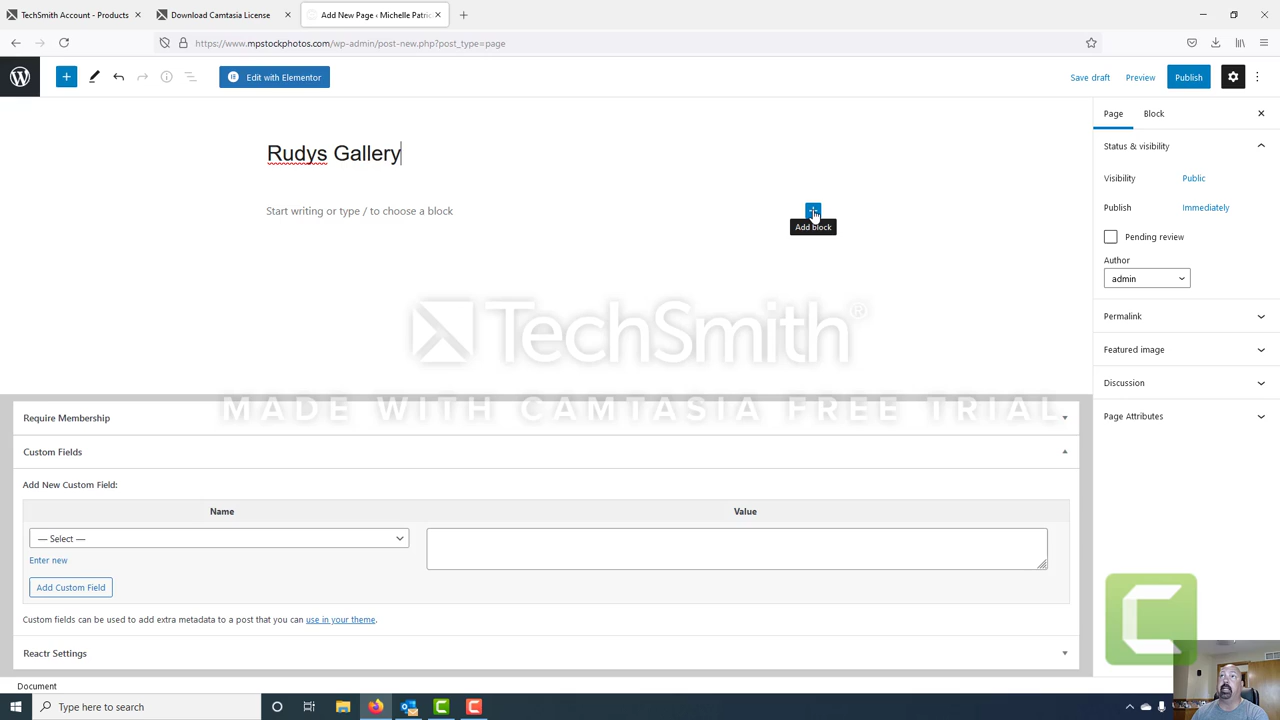 TechSmith Account - Products
Download Camtasia License
Add New Page ‹ Michelle Patric
https://www.mpstockphotos.com/wp-admin/post-new.php?post_type=page
Edit with Elementor
Save draft
Preview
Publish
Rudys Gallery
Start writing or type / to choose a block
Add block
Page
Block
Status & visibility
Visibility
Public
Publish
Immediately
Pending review
Author
admin
Permalink
Featured image
Discussion
Page Attributes
TechSmith®
MADE WITH CAMTASIA FREE TRIAL
Require Membership
Custom Fields
Add New Custom Field:
Name
Value
— Select —
Enter new
Add Custom Field
Custom fields can be used to add extra metadata to a post that you can use in your theme.
Reactr Settings
Document
Type here to search